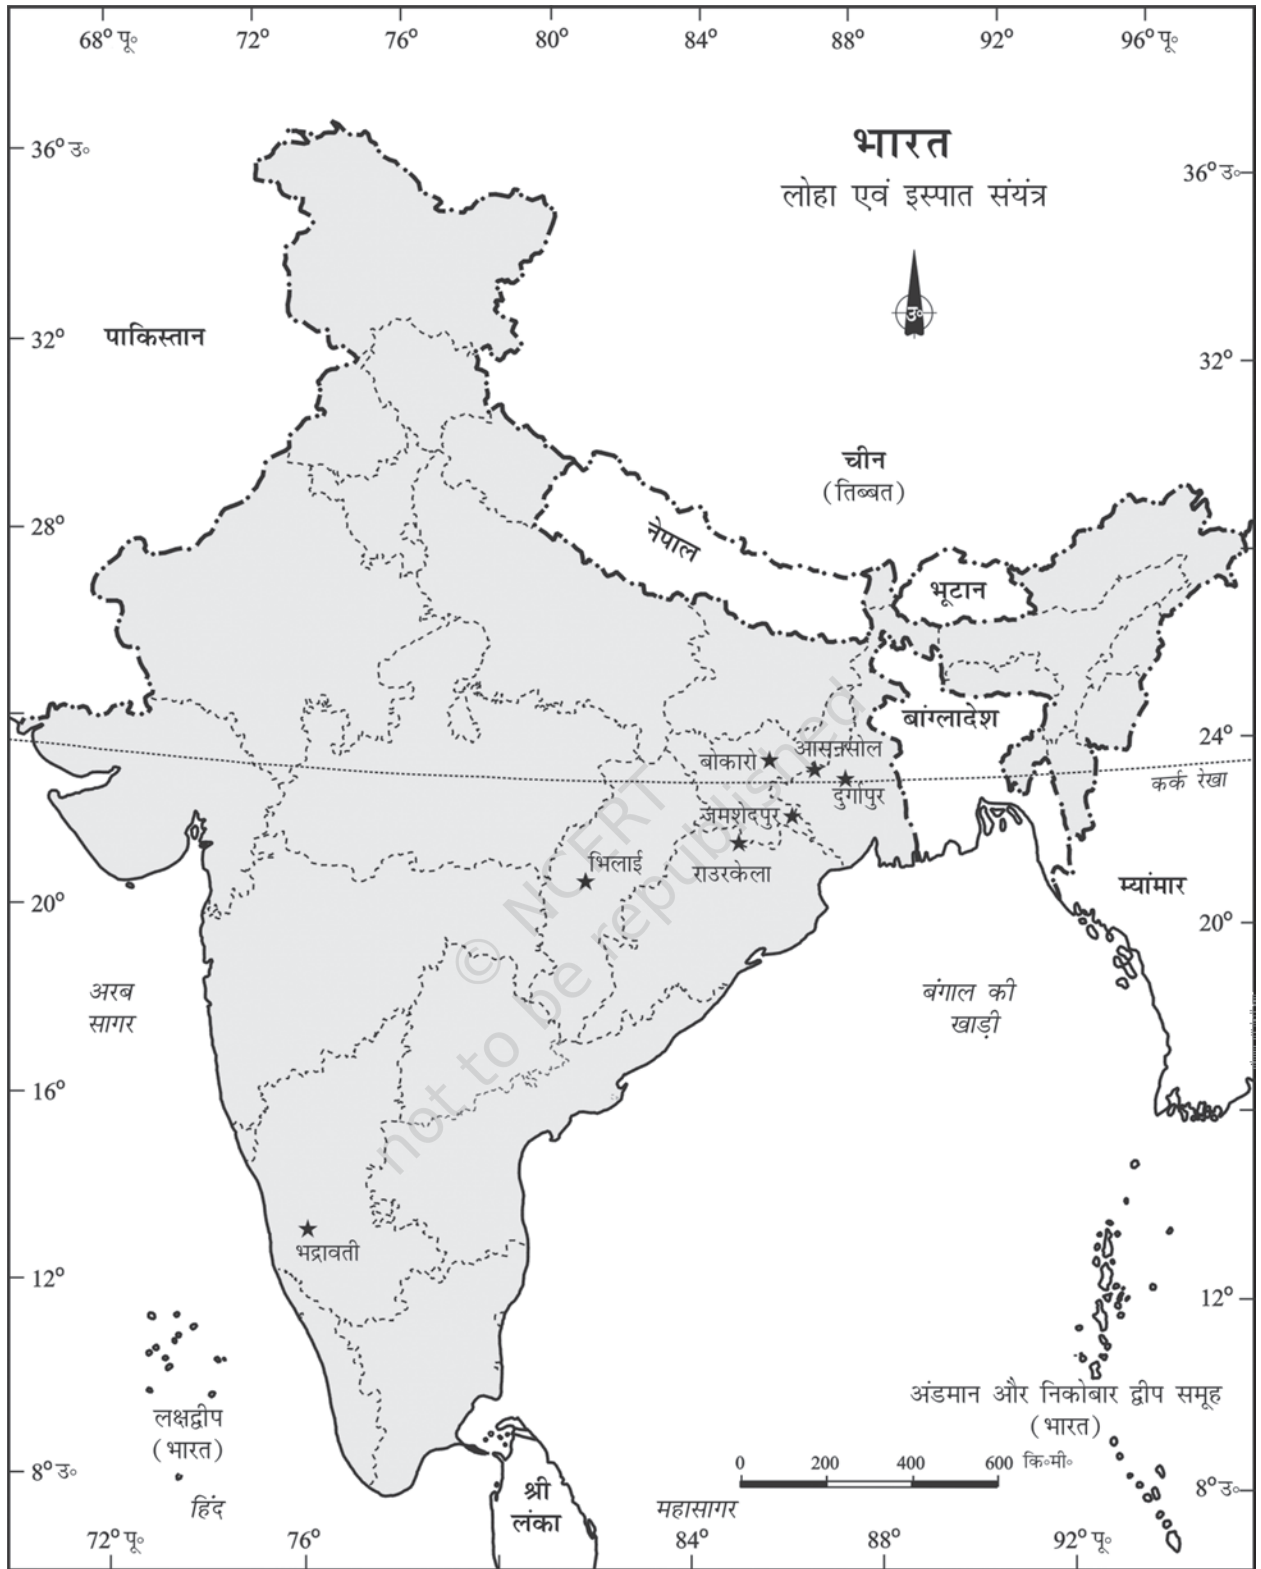 68° पू॰ 72° 76° 80° 84° 88° 92° 96° पू॰
भारत
लोहा एवं इस्पात संयंत्र
36° उ॰
36° उ॰
उ॰
पाकिस्तान
32°
32°
चीन
(तिब्बत)
28°
नेपाल
भूटान
बांग्लादेश
24°
बोकारो
आसनसोल
कर्क रेखा
दुर्गापुर
जमशेदपुर
भिलाई
राउरकेला
म्यांमार
20°
20°
© NCERT
not to be republished
अरब
सागर
बंगाल की
खाड़ी
16°
भद्रावती
12°
12°
अंडमान और निकोबार द्वीप समूह
(भारत)
लक्षद्वीप
(भारत)
0 200 400 600 कि॰मी॰
8° उ॰
8° उ॰
श्री
लंका
हिंद
महासागर
72° पू॰ 76° 84° 88° 92° पू॰